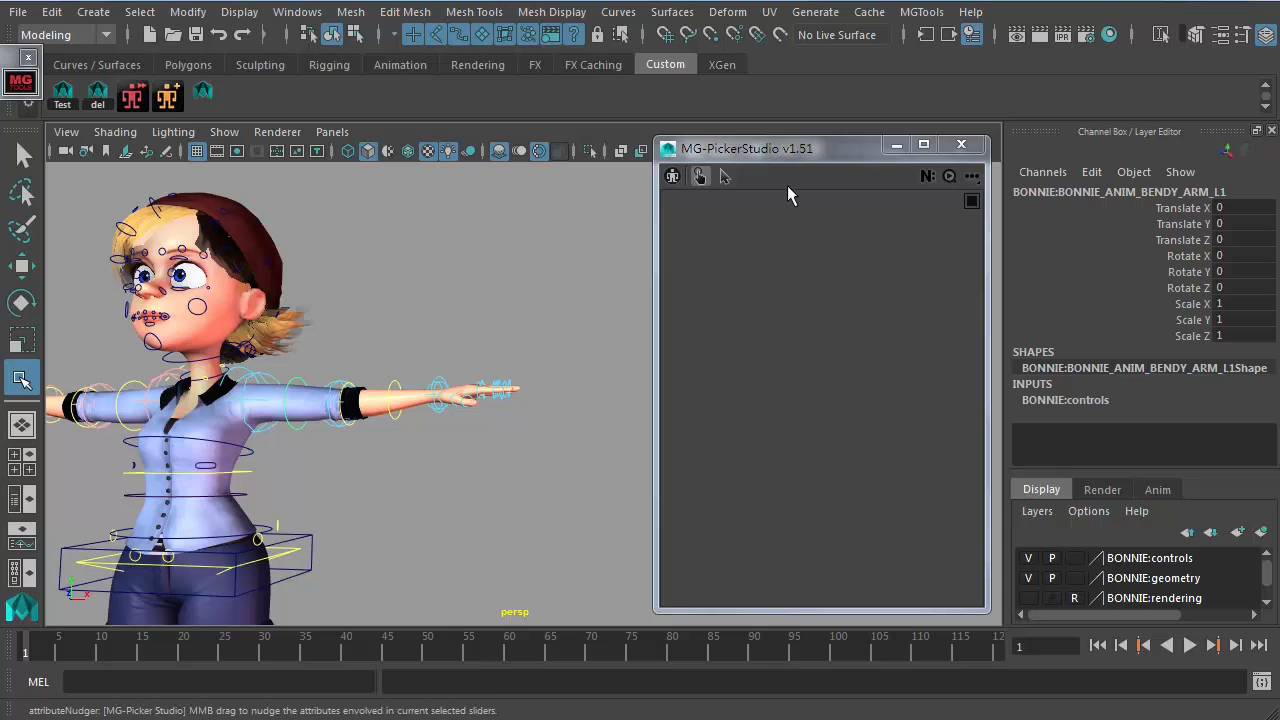 File Edit Create Select Modify Display Windows Mesh Edit Mesh Mesh Tools Mesh Display Curves Surfaces Deform UV Generate Cache MGTools Help
Modeling No Live Surface
Curves / Surfaces Polygons Sculpting Rigging Animation Rendering FX FX Caching Custom XGen
MG
TOOLS
Test del
View Shading Lighting Show Renderer Panels
MG-PickerStudio v1.51
N:
Channel Box / Layer Editor
Channels Edit Object Show
BONNIE:BONNIE_ANIM_BENDY_ARM_L1
Translate X 0
Translate Y 0
Translate Z 0
Rotate X 0
Rotate Y 0
Rotate Z 0
Scale X 1
Scale Y 1
Scale Z 1
SHAPES
BONNIE:BONNIE_ANIM_BENDY_ARM_L1Shape
INPUTS
BONNIE:controls
Display Render Anim
Layers Options Help
V P BONNIE:controls
V P BONNIE:geometry
R BONNIE:rendering
persp
y
z x
5 10 15 20 25 30 35 40 45 50 55 60 65 70 75 80 85 90 95 100 105 110 115 12
1
1
MEL
attributeNudger: [MG-Picker Studio] MMB drag to nudge the attributes envolved in current selected sliders.